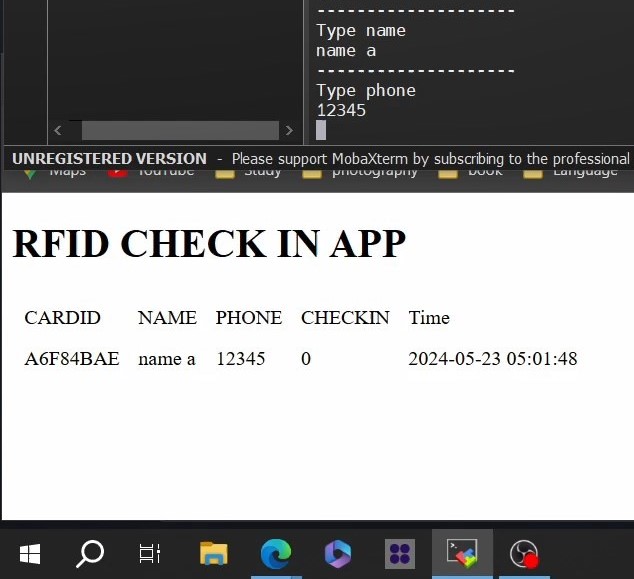 --------------------
Type name
name a
--------------------
Type phone
12345
UNREGISTERED VERSION - Please support MobaXterm by subscribing to the professional
Maps YouTube Study photography book Language
RFID CHECK IN APP
CARDID NAME PHONE CHECKIN Time
A6F84BAE name a 12345 0 2024-05-23 05:01:48